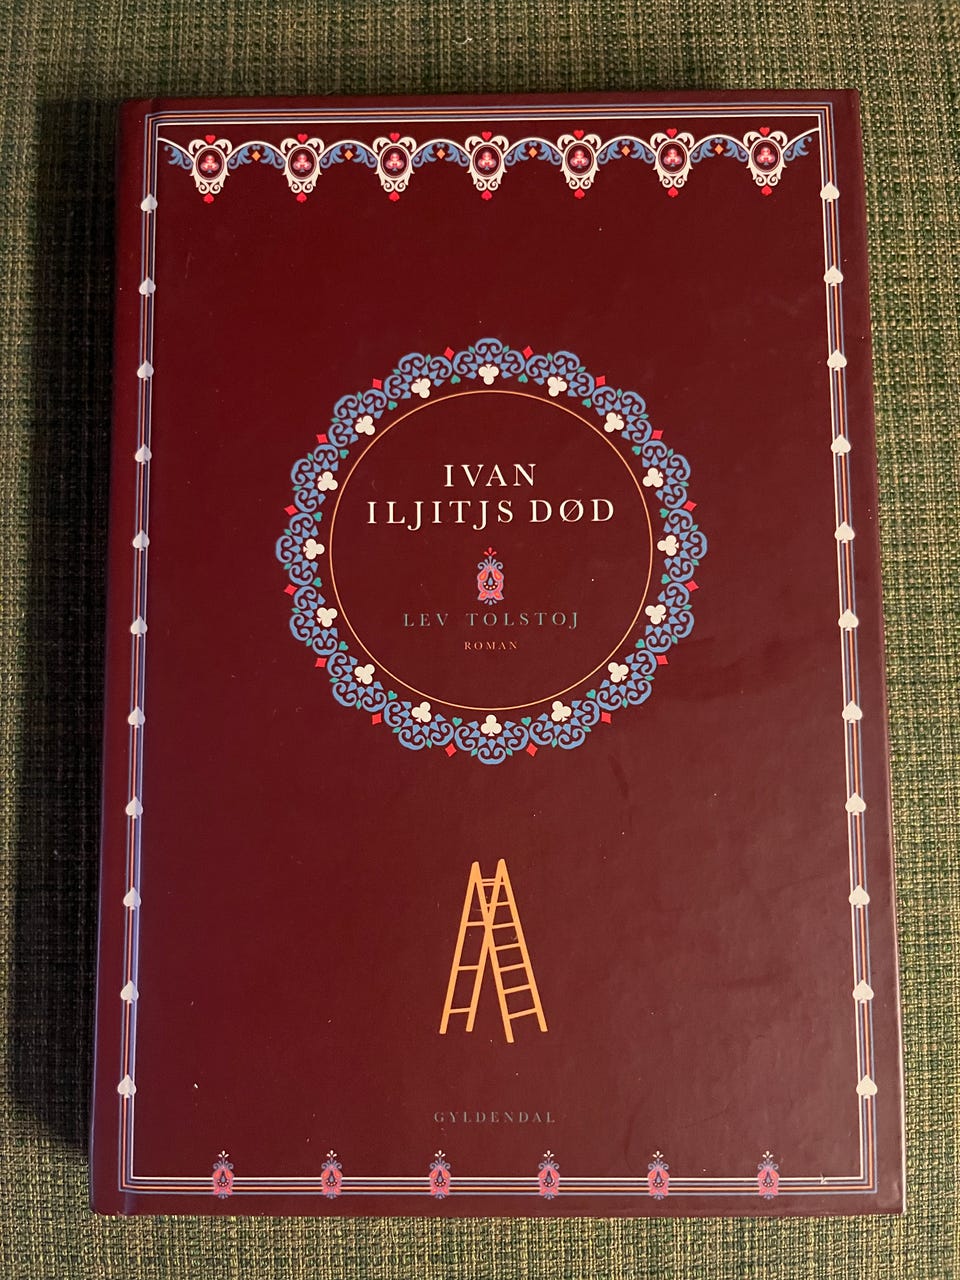 IVAN
ILJITJS DØD
LEV TOLSTOJ
ROMAN
GYLDENDAL